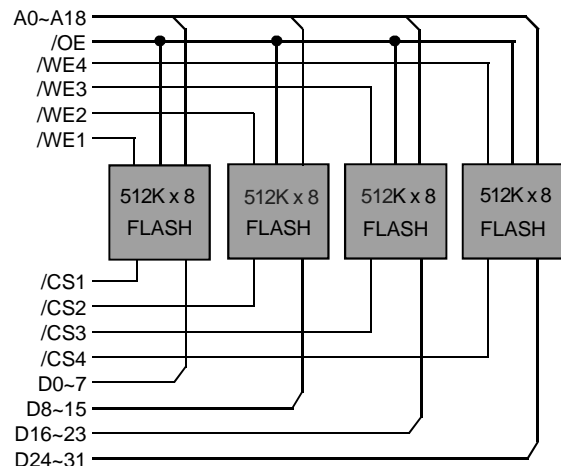 A0~A18
/OE
/WE4
/WE3
/WE2
/WE1
512K x 8
FLASH
512K x 8
FLASH
512K x 8
FLASH
512K x 8
FLASH
/CS1
/CS2
/CS3
/CS4
D0~7
D8~15
D16~23
D24~31